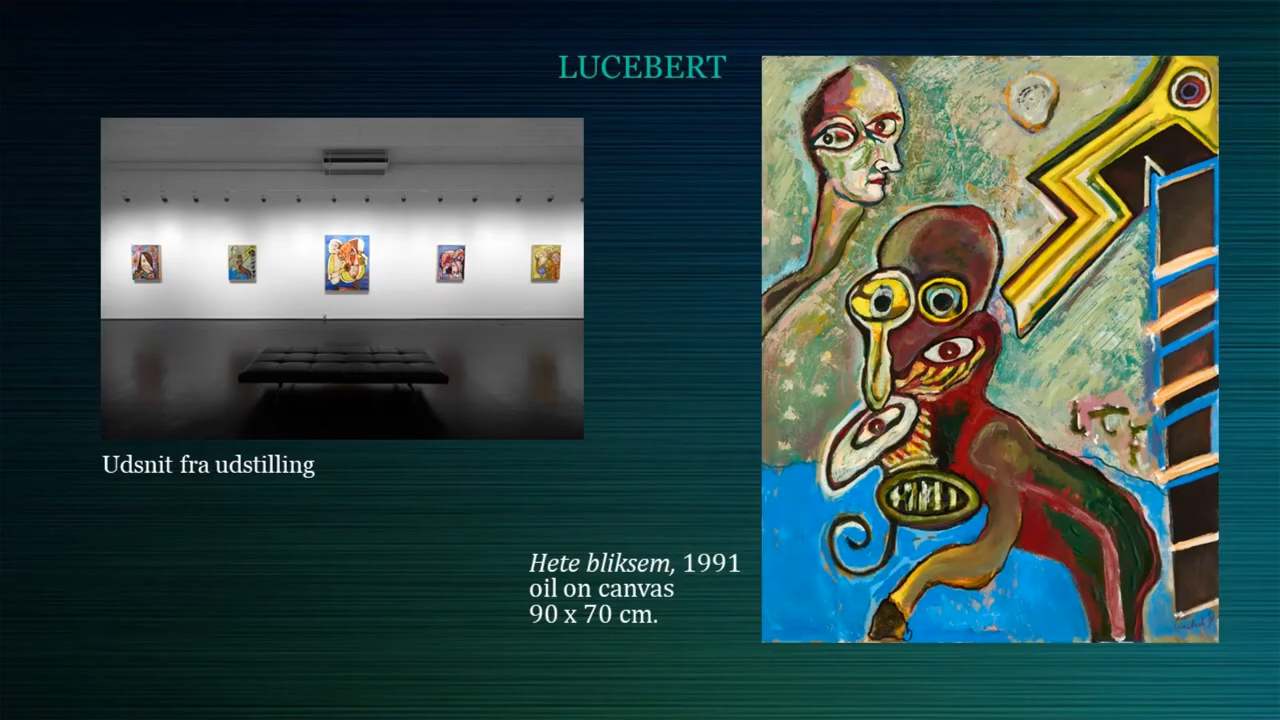 LUCEBERT
Udsnit fra udstilling
Hete bliksem, 1991
oil on canvas
90 x 70 cm.